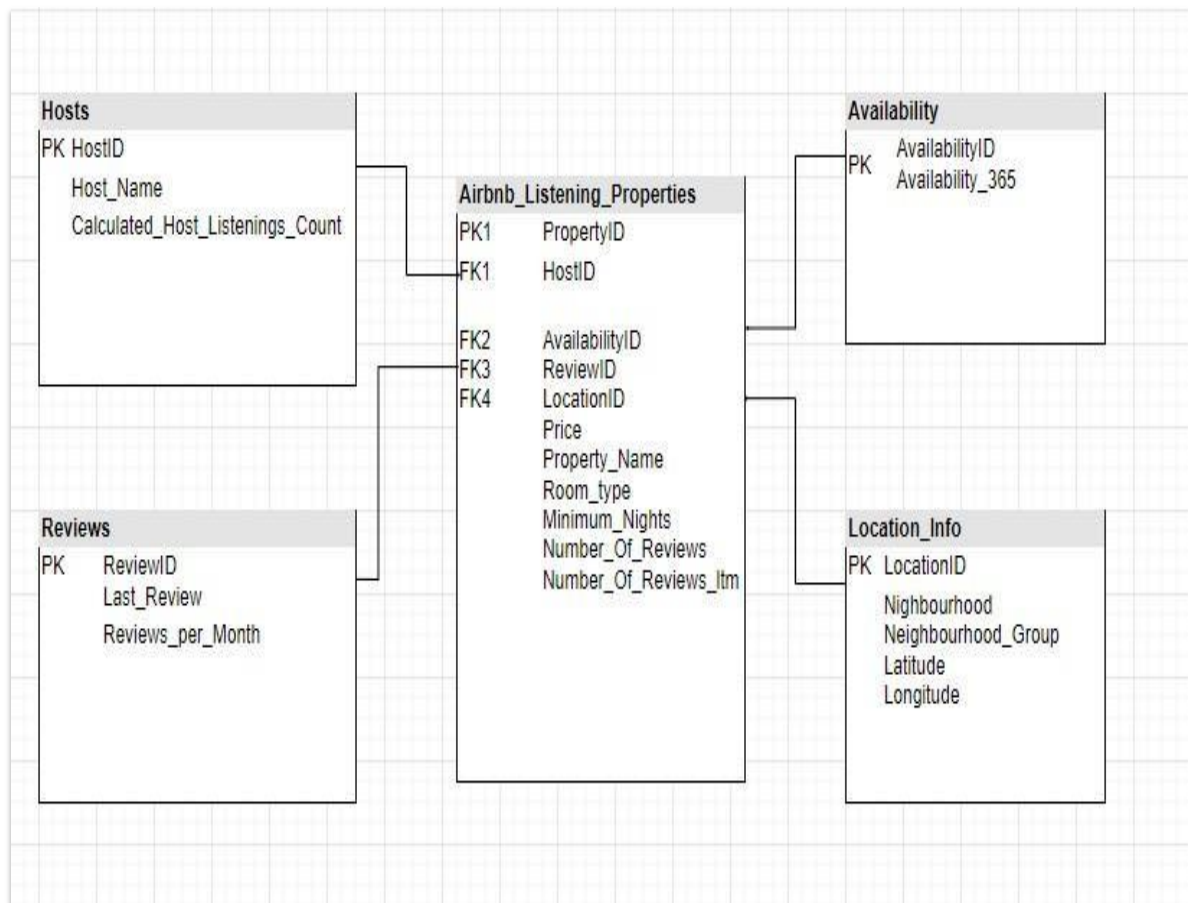 Hosts
PK HostID
Host_Name
Calculated_Host_Listenings_Count
Airbnb_Listening_Properties
PK1 PropertyID
FK1 HostID
FK2 AvailabilityID
FK3 ReviewID
FK4 LocationID
Price
Property_Name
Room_type
Minimum_Nights
Number_Of_Reviews
Number_Of_Reviews_ltm
Availability
PK AvailabilityID
Availability_365
Reviews
PK ReviewID
Last_Review
Reviews_per_Month
Location_Info
PK LocationID
Nighbourhood
Neighbourhood_Group
Latitude
Longitude